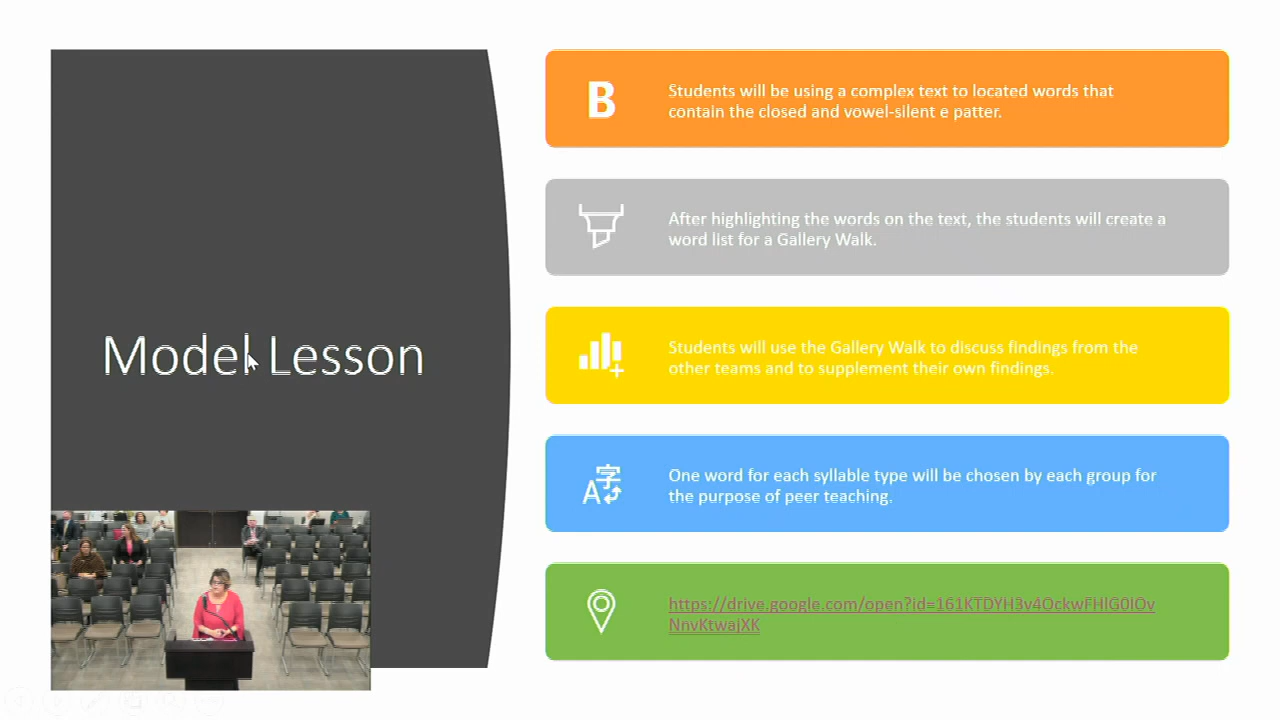 Model Lesson
B
Students will be using a complex text to located words that
contain the closed and vowel-silent e patter.
After highlighting the words on the text, the students will create a
word list for a Gallery Walk.
Students will use the Gallery Walk to discuss findings from the
other teams and to supplement their own findings.
One word for each syllable type will be chosen by each group for
the purpose of peer teaching.
https://drive.google.com/open?id=161KTDYH3v4OckwFHlG0lOv
NnvKtwajXK